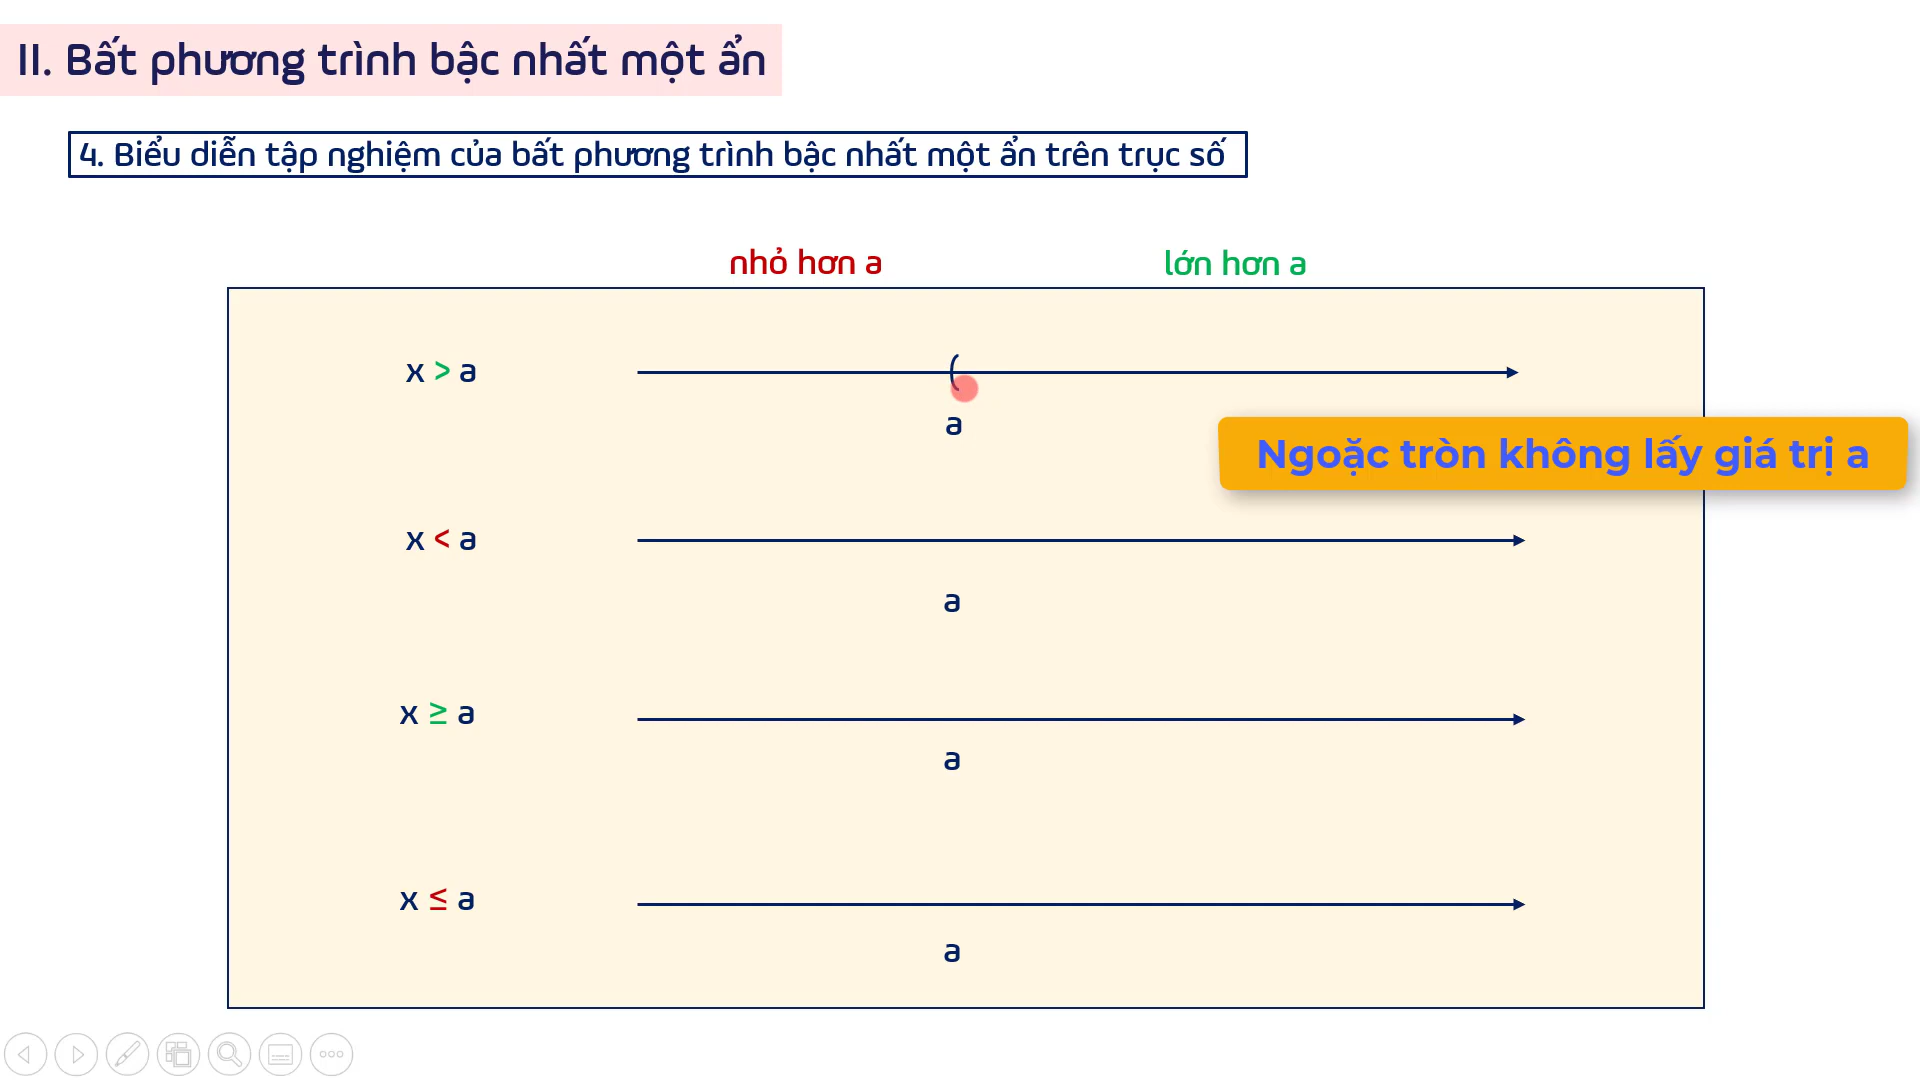 II. Bất phương trình bậc nhất một ẩn
4. Biểu diễn tập nghiệm của bất phương trình bậc nhất một ẩn trên trục số
nhỏ hơn a
lớn hơn a
x > a
(
a
Ngoặc tròn không lấy giá trị a
x < a
a
x ≥ a
a
x ≤ a
a